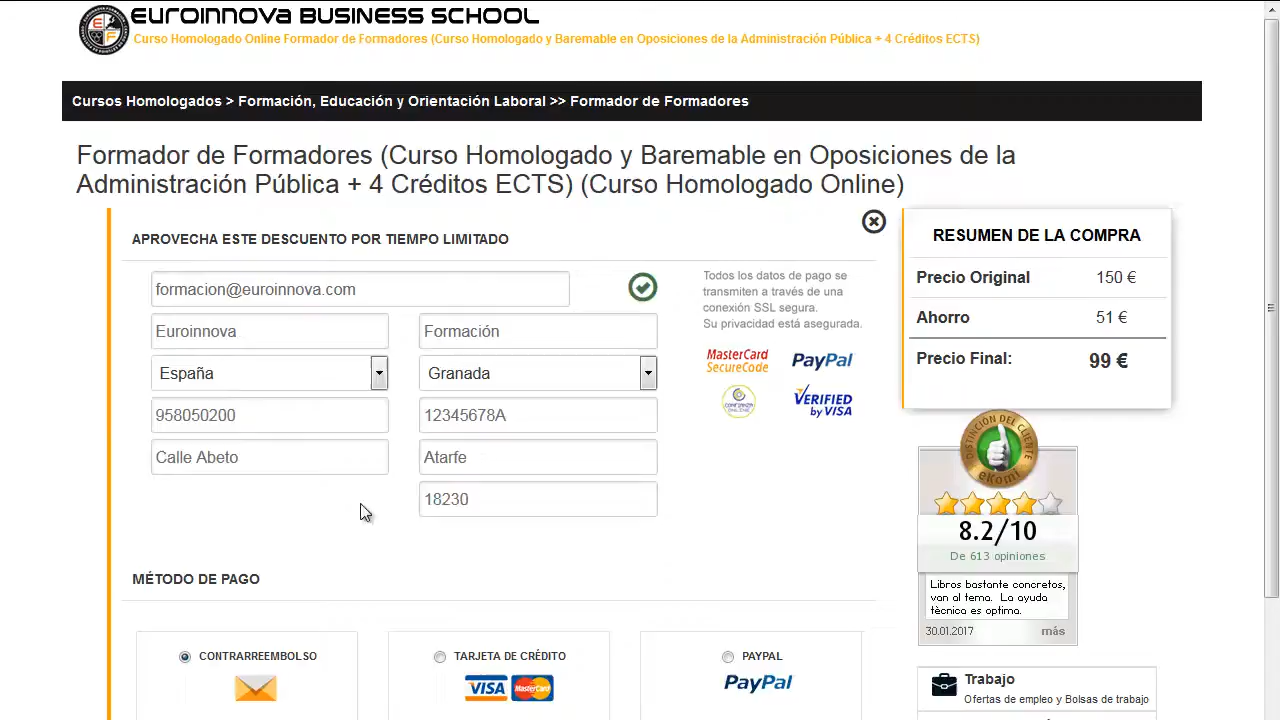 EUROINNOVA BUSINESS SCHOOL
Curso Homologado Online Formador de Formadores (Curso Homologado y Baremable en Oposiciones de la Administración Pública + 4 Créditos ECTS)
Cursos Homologados > Formación, Educación y Orientación Laboral >> Formador de Formadores
Formador de Formadores (Curso Homologado y Baremable en Oposiciones de la
Administración Pública + 4 Créditos ECTS) (Curso Homologado Online)
APROVECHA ESTE DESCUENTO POR TIEMPO LIMITADO
formacion@euroinnova.com
Euroinnova
Formación
España
Granada
958050200
12345678A
Calle Abeto
Atarfe
18230
Todos los datos de pago se
transmiten a través de una
conexión SSL segura.
Su privacidad está asegurada.
MasterCard
SecureCode
PayPal
CONFIANZA
ONLINE
VERIFIED
by VISA
RESUMEN DE LA COMPRA
Precio Original 150 €
Ahorro 51 €
Precio Final: 99 €
DISTINCIÓN DEL CLIENTE
eKomi
8.2/10
De 613 opiniones
Libros bastante concretos,
van al tema. La ayuda
tècnica es optima.
30.01.2017 más
MÉTODO DE PAGO
CONTRARREEMBOLSO
TARJETA DE CRÉDITO
VISA MasterCard
PAYPAL
PayPal
Trabajo
Ofertas de empleo y Bolsas de trabajo